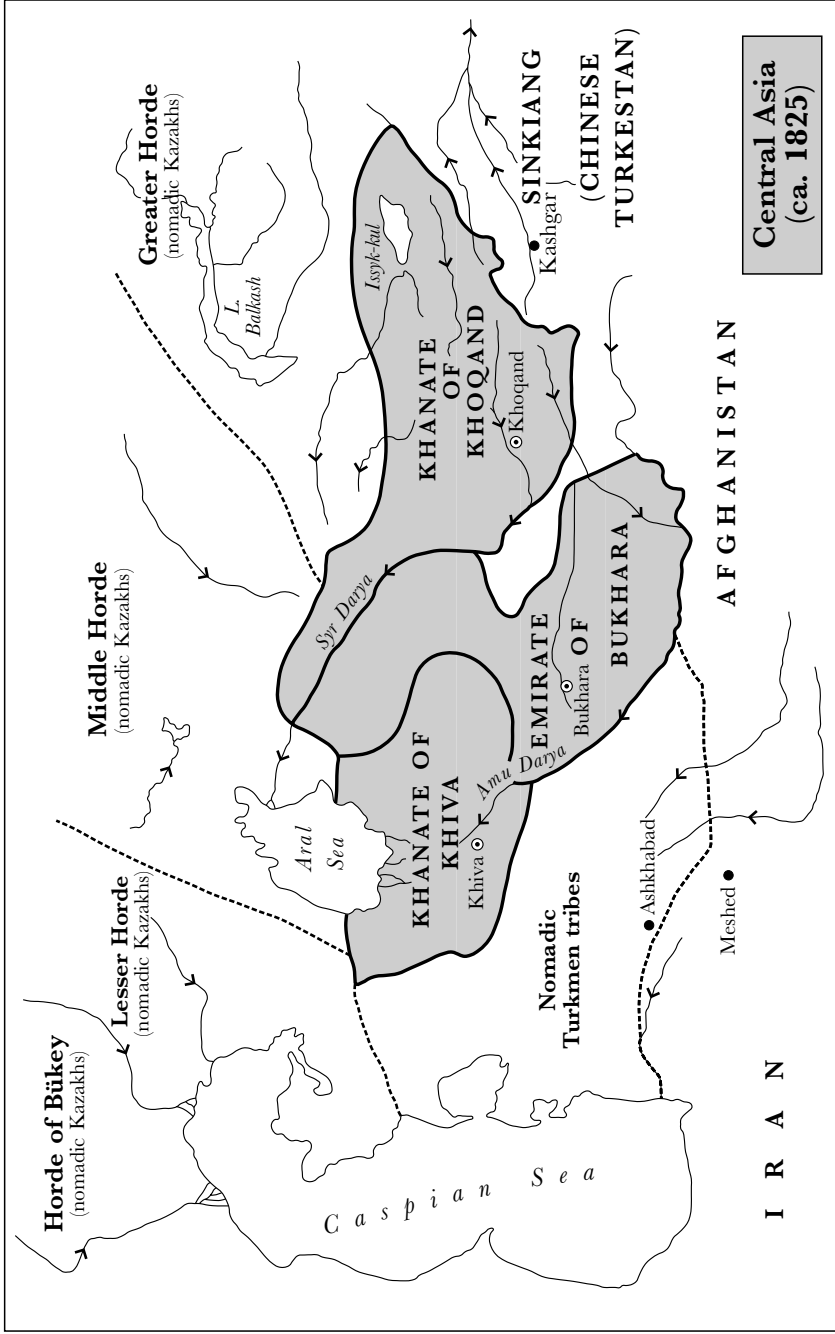 Horde of Bükey
(nomadic Kazakhs)
Lesser Horde
(nomadic Kazakhs)
Middle Horde
(nomadic Kazakhs)
Greater Horde
(nomadic Kazakhs)
L.
Balkash
Issyk-kul
Aral
Sea
Syr Darya
KHANATE OF
KHIVA
Khiva
Amu Darya
KHANATE
OF
KHOQAND
Khoqand
EMIRATE
OF
BUKHARA
Bukhara
SINKIANG
(CHINESE
TURKESTAN)
Kashgar
Caspian Sea
Nomadic
Turkmen tribes
Ashkhabad
Meshed
IRAN
AFGHANISTAN
Central Asia
(ca. 1825)